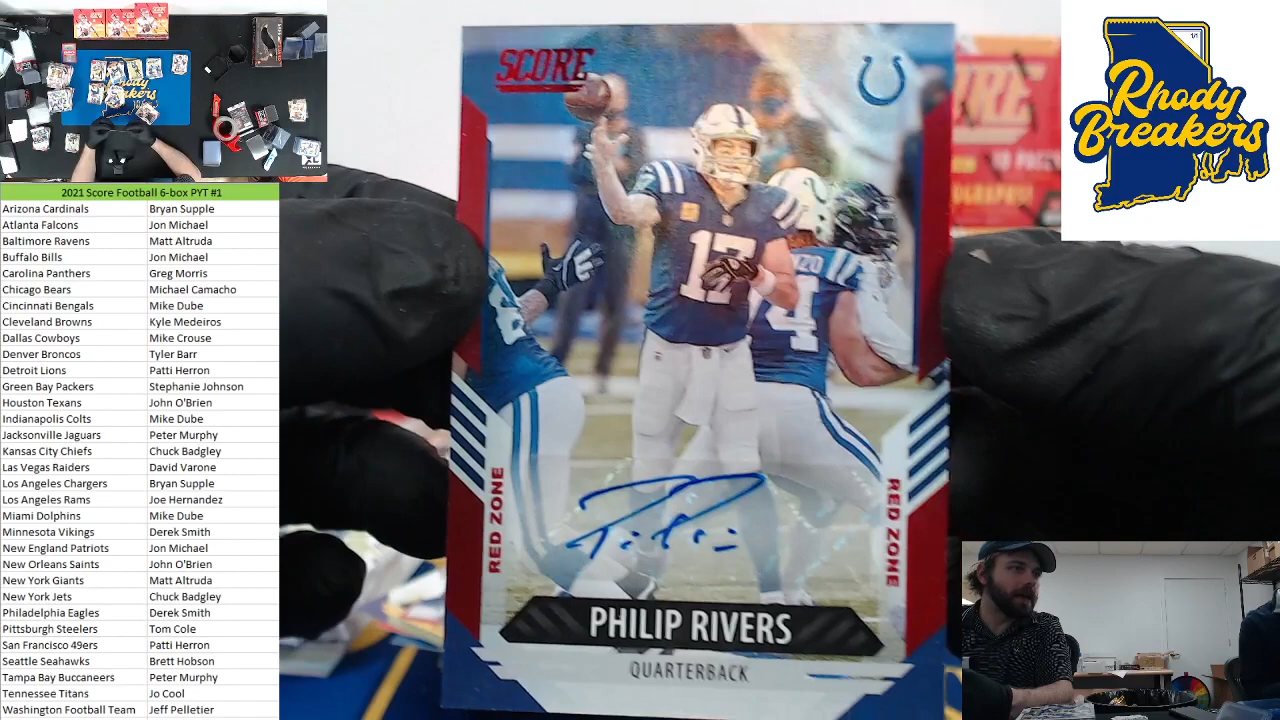 2021 Score Football 6-box PYT #1
Arizona Cardinals Bryan Supple
Atlanta Falcons Jon Michael
Baltimore Ravens Matt Altruda
Buffalo Bills Jon Michael
Carolina Panthers Greg Morris
Chicago Bears Michael Camacho
Cincinnati Bengals Mike Dube
Cleveland Browns Kyle Medeiros
Dallas Cowboys Mike Crouse
Denver Broncos Tyler Barr
Detroit Lions Patti Herron
Green Bay Packers Stephanie Johnson
Houston Texans John O'Brien
Indianapolis Colts Mike Dube
Jacksonville Jaguars Peter Murphy
Kansas City Chiefs Chuck Badgley
Las Vegas Raiders David Varone
Los Angeles Chargers Bryan Supple
Los Angeles Rams Joe Hernandez
Miami Dolphins Mike Dube
Minnesota Vikings Derek Smith
New England Patriots Jon Michael
New Orleans Saints John O'Brien
New York Giants Matt Altruda
New York Jets Chuck Badgley
Philadelphia Eagles Derek Smith
Pittsburgh Steelers Tom Cole
San Francisco 49ers Patti Herron
Seattle Seahawks Brett Hobson
Tampa Bay Buccaneers Peter Murphy
Tennessee Titans Jo Cool
Washington Football Team Jeff Pelletier
SCORE
17
RED ZONE
RED ZONE
PHILIP RIVERS
QUARTERBACK
1/1
Rhody
Breakers